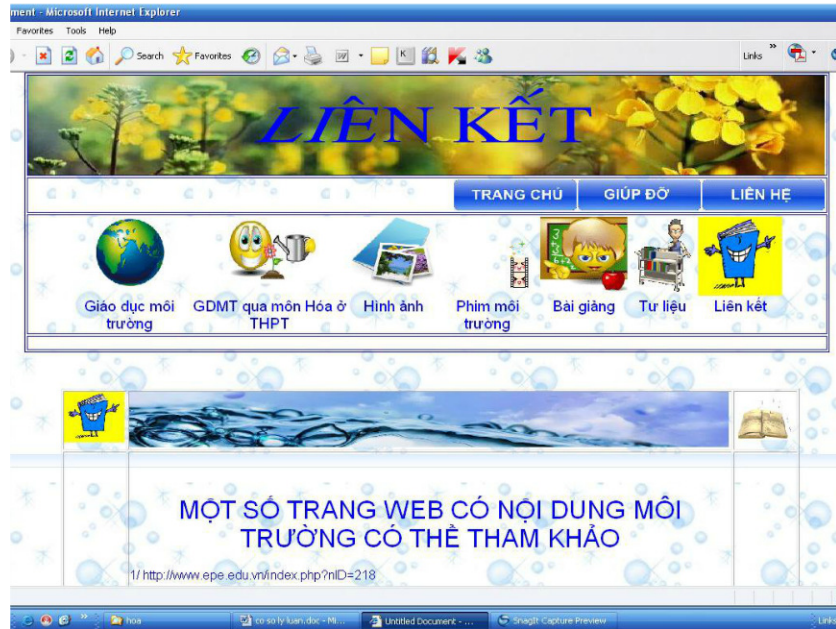 ment - Microsoft Internet Explorer
Favorites Tools Help
Search Favorites Links
LIÊN KẾT
TRANG CHÚ GIÚP ĐỠ LIÊN HỆ
Giáo dục môi trường
GDMT qua môn Hóa ở THPT
Hình ảnh
Phim môi trường
Bài giảng
Tư liệu
Liên kết
MỘT SỐ TRANG WEB CÓ NỘI DUNG MÔI
TRƯỜNG CÓ THỂ THAM KHẢO
1/ http://www.epe.edu.vn/index.php?nID=218
hoa co so ly luan.doc - Mi... Untitled Document - ... SnagIt Capture Preview Links